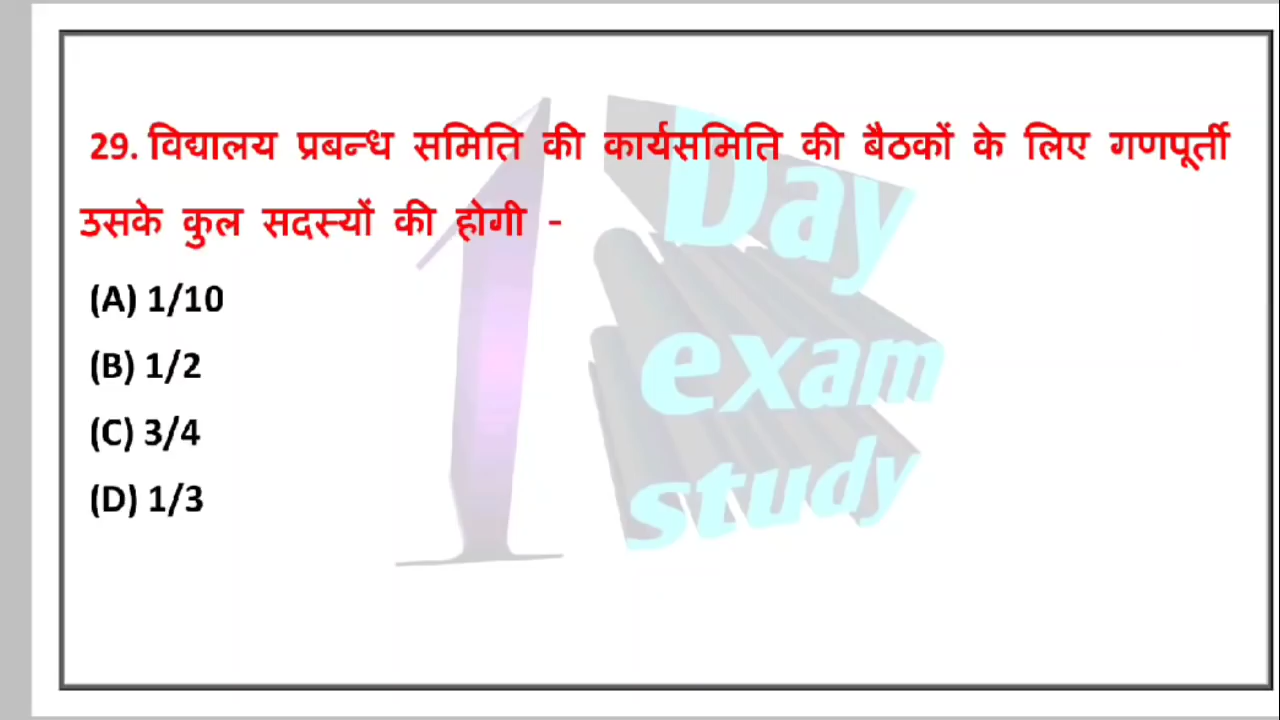 29. विद्यालय प्रबन्ध समिति की कार्यसमिति की बैठकों के लिए गणपूर्ती
उसके कुल सदस्यों की होगी -
(A) 1/10
(B) 1/2
(C) 3/4
(D) 1/3
1 Day
exam
study